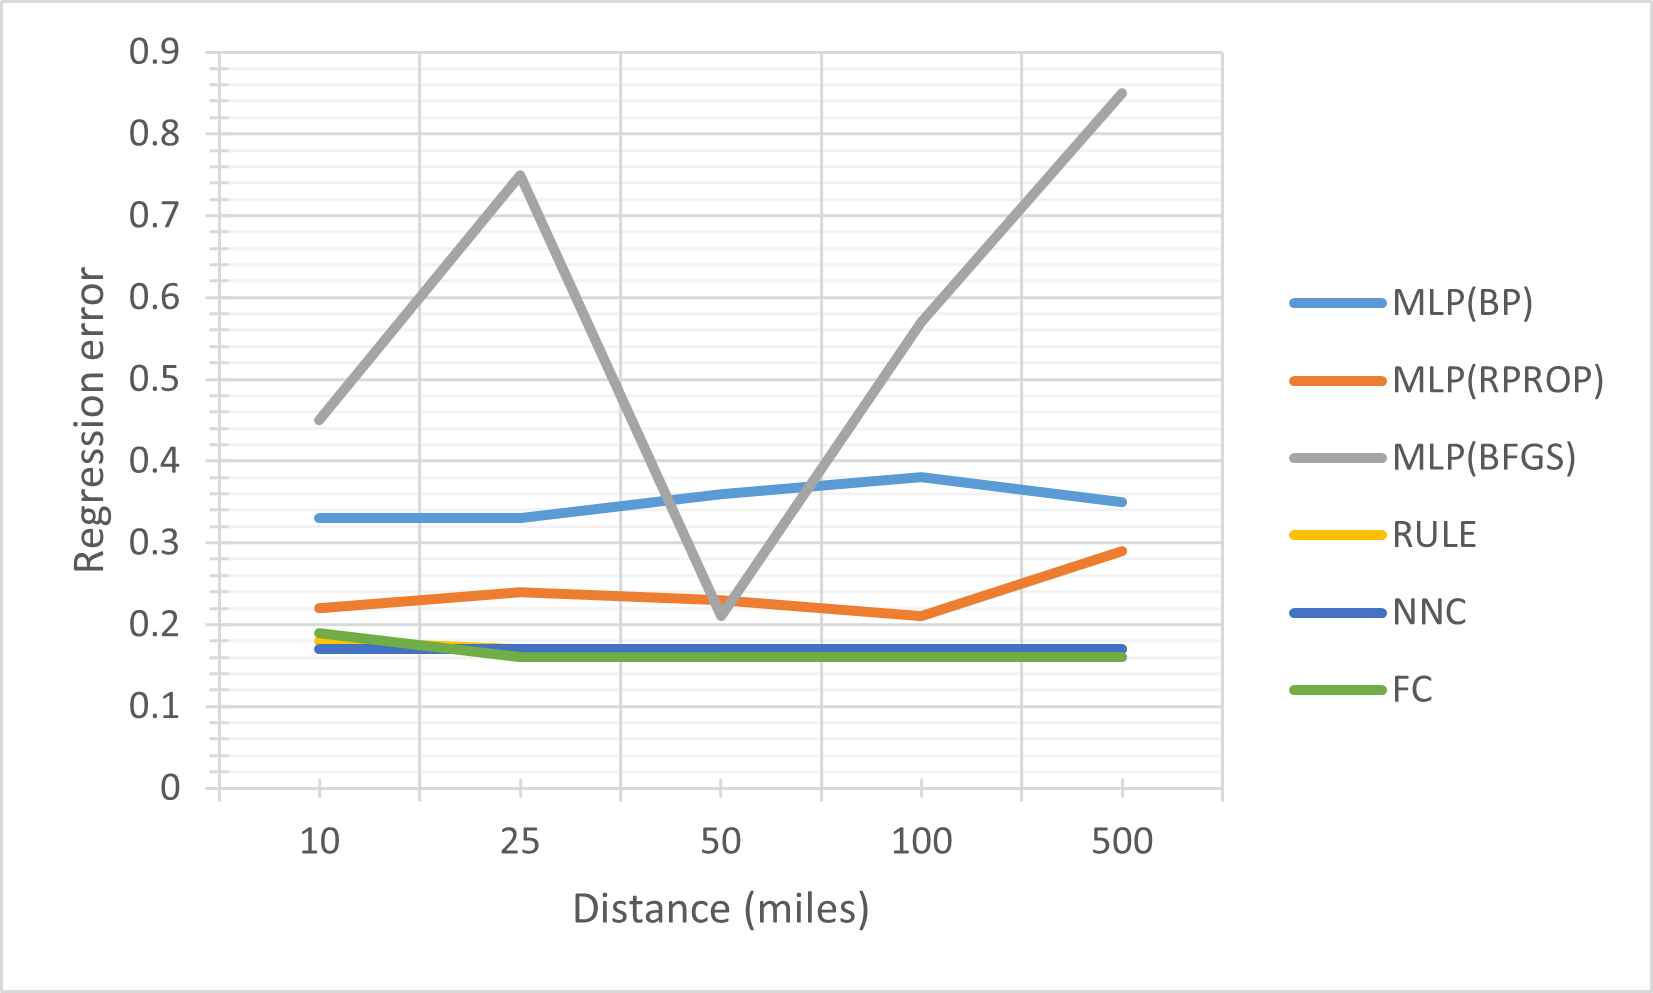 0.9
0.8
0.7
0.6
0.5
0.4
0.3
0.2
0.1
0
Regression error
10 25 50 100 500
Distance (miles)
MLP(BP)
MLP(RPROP)
MLP(BFGS)
RULE
NNC
FC